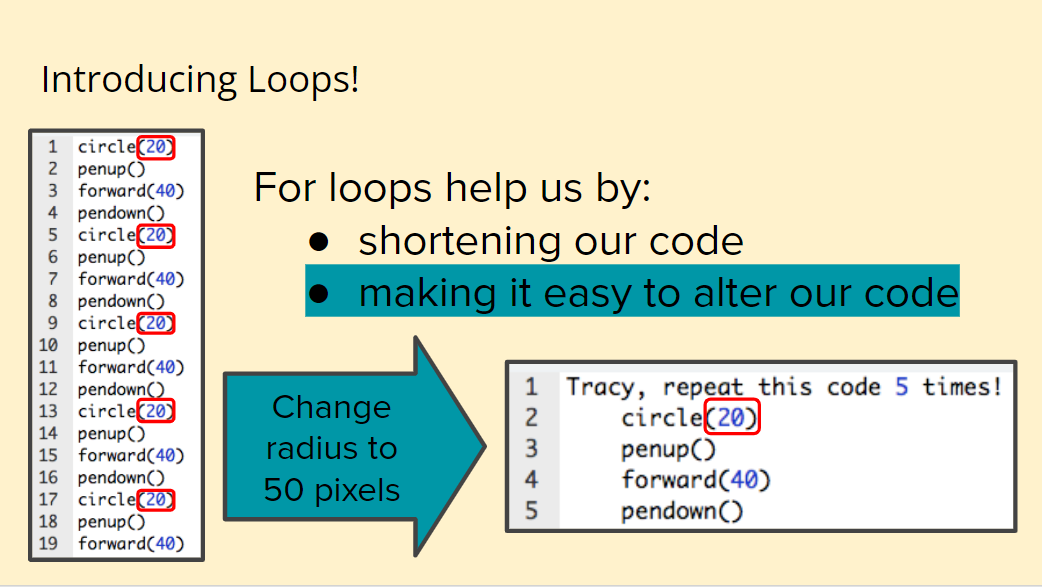 Introducing Loops!
1 circle(20)
2 penup()
3 forward(40)
4 pendown()
5 circle(20)
6 penup()
7 forward(40)
8 pendown()
9 circle(20)
10 penup()
11 forward(40)
12 pendown()
13 circle(20)
14 penup()
15 forward(40)
16 pendown()
17 circle(20)
18 penup()
19 forward(40)
For loops help us by:
● shortening our code
● making it easy to alter our code
Change
radius to
50 pixels
1 Tracy, repeat this code 5 times!
2 circle(20)
3 penup()
4 forward(40)
5 pendown()